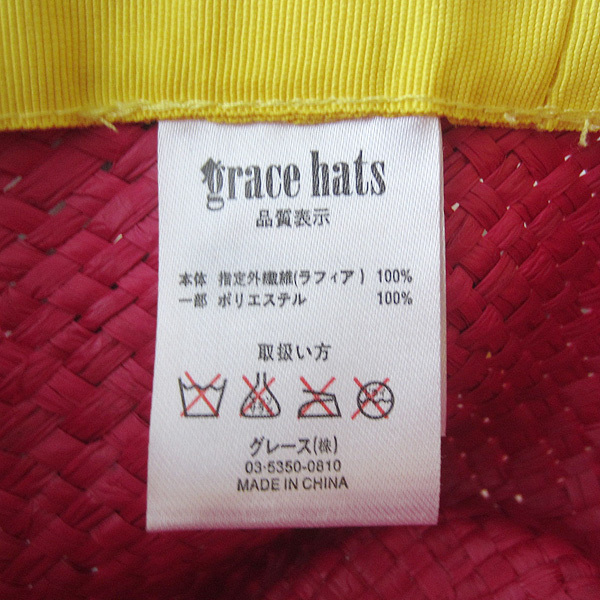 grace hats
品質表示
本体 指定外繊維(ラフィア) 100%
一部 ポリエステル 100%
取扱い方
グレース(株)
03-5350-0810
MADE IN CHINA